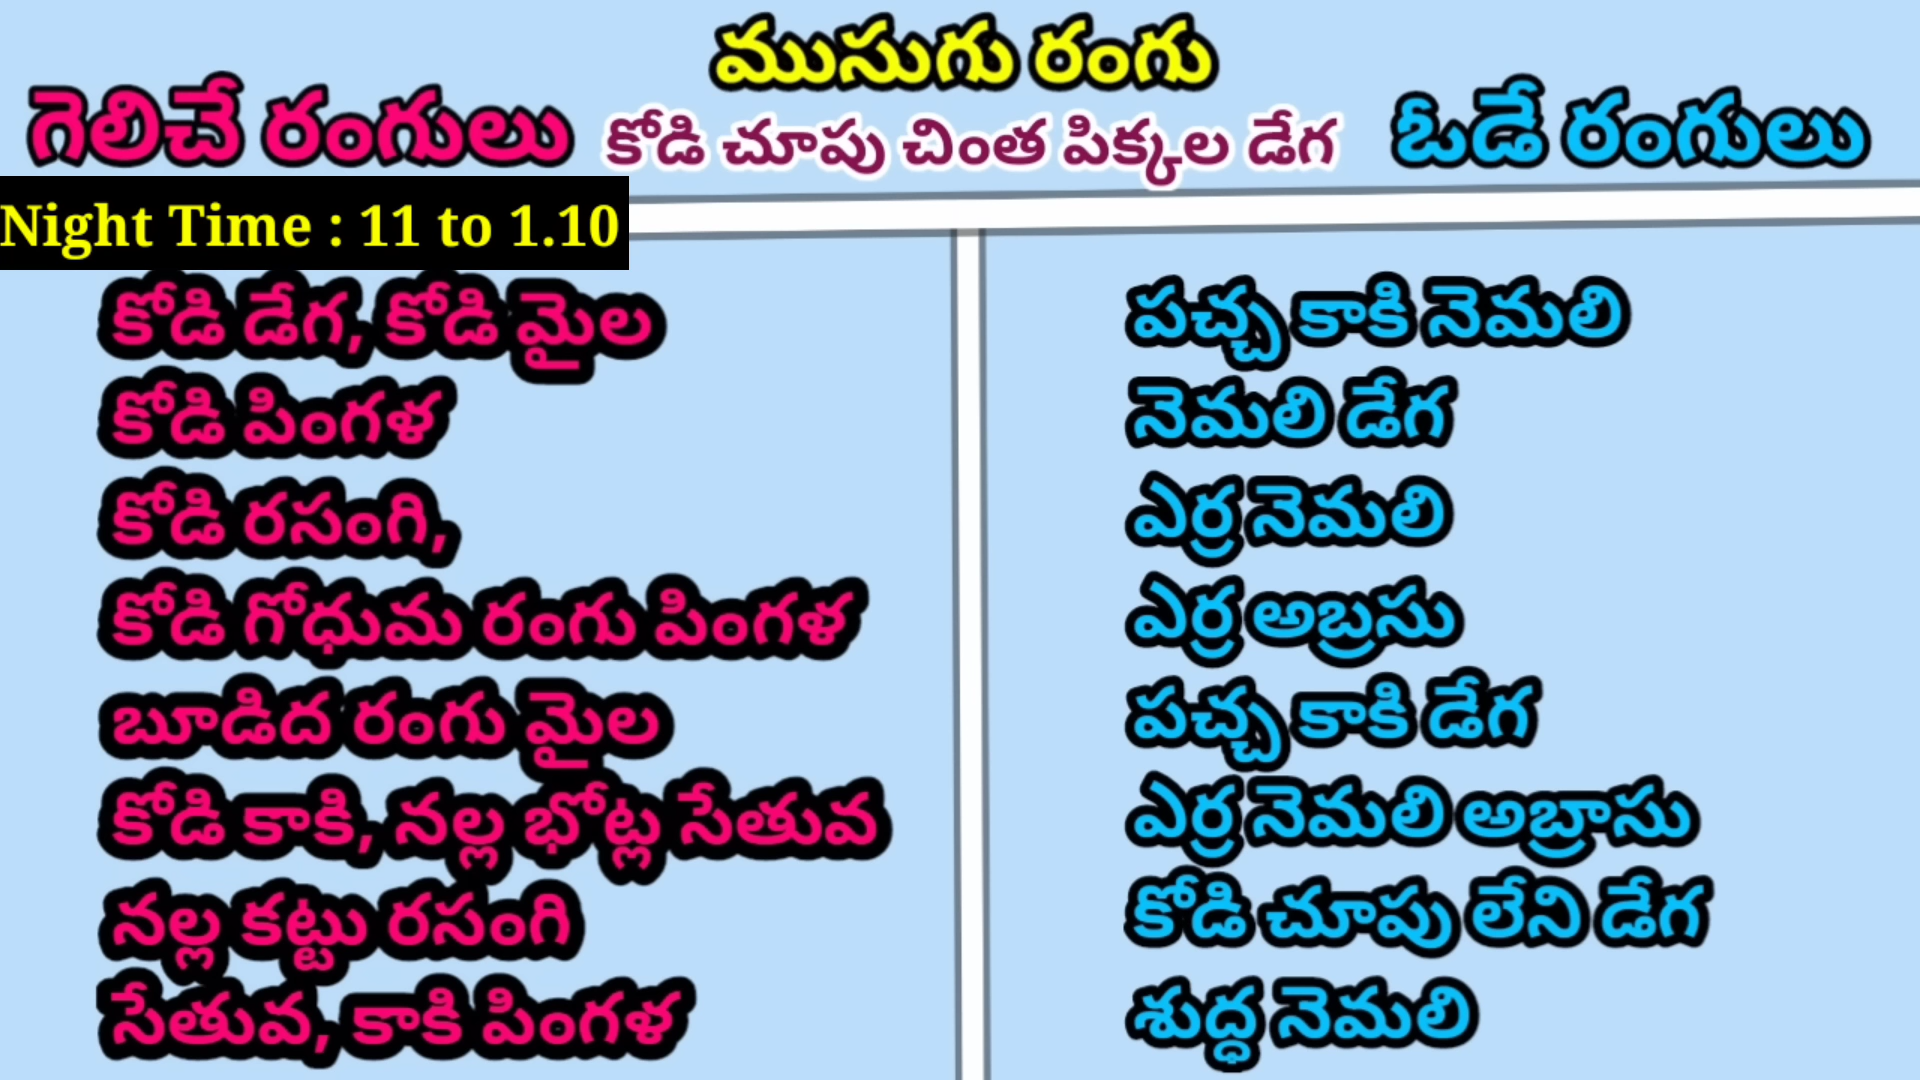 ముసుగు రంగు
గెలిచే రంగులు
కోడి చూపు చింత పిక్కల డేగ
ఓడే రంగులు
Night Time : 11 to 1.10
కోడి డేగ, కోడి మైల
కోడి పింగళ
కోడి రసంగి,
కోడి గోధుమ రంగు పింగళ
బూడిద రంగు మైల
కోడి కాకి, నల్ల భోట్ల సేతువ
నల్ల కట్టు రసంగి
సేతువ, కాకి పింగళ
పచ్చ కాకి నెమలి
నెమలి డేగ
ఎర్ర నెమలి
ఎర్ర అబ్రసు
పచ్చ కాకి డేగ
ఎర్ర నెమలి అబ్రాసు
కోడి చూపు లేని డేగ
శుద్ధ నెమలి